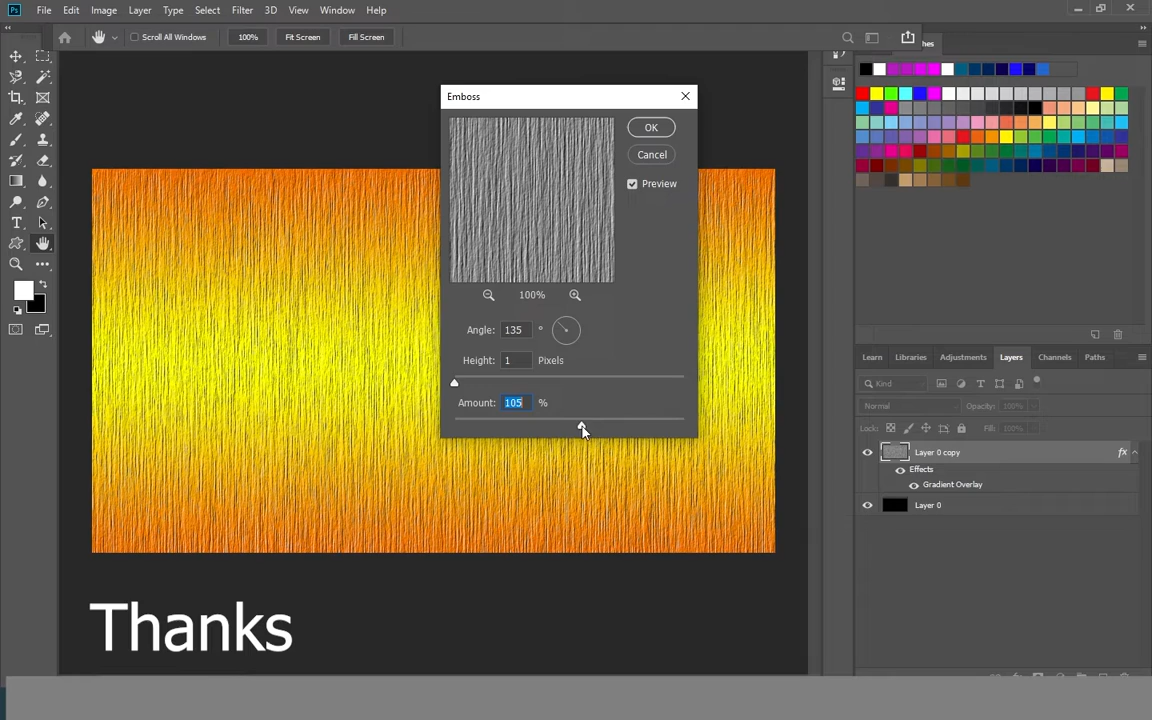 Ps File Edit Image Layer Type Select Filter 3D View Window Help
Scroll All Windows 100% Fit Screen Fill Screen
Emboss
OK
Cancel
Preview
100%
Angle: 135 °
Height: 1 Pixels
Amount: 105 %
Learn Libraries Adjustments Layers Channels Paths
Kind
Normal Opacity: 100%
Lock: Fill: 100%
Layer 0 copy fx
Effects
Gradient Overlay
Layer 0
Thanks